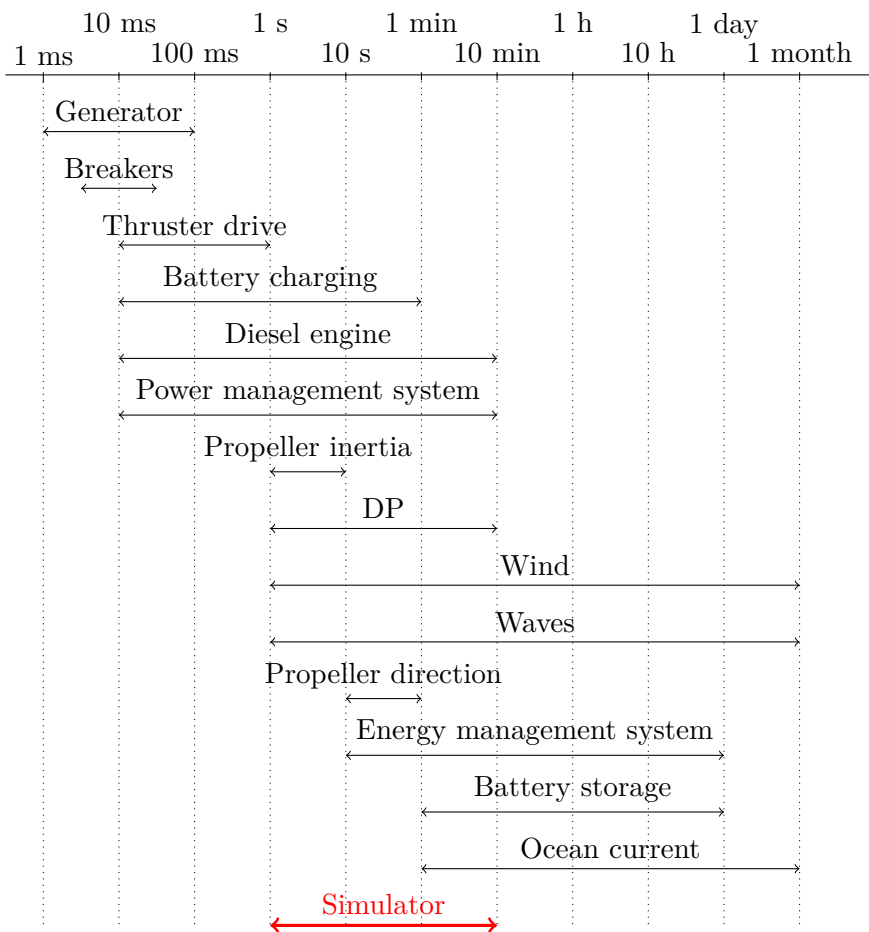 10 ms 1 s 1 min 1 h 1 day
1 ms 100 ms 10 s 10 min 10 h 1 month
Generator
Breakers
Thruster drive
Battery charging
Diesel engine
Power management system
Propeller inertia
DP
Wind
Waves
Propeller direction
Energy management system
Battery storage
Ocean current
Simulator